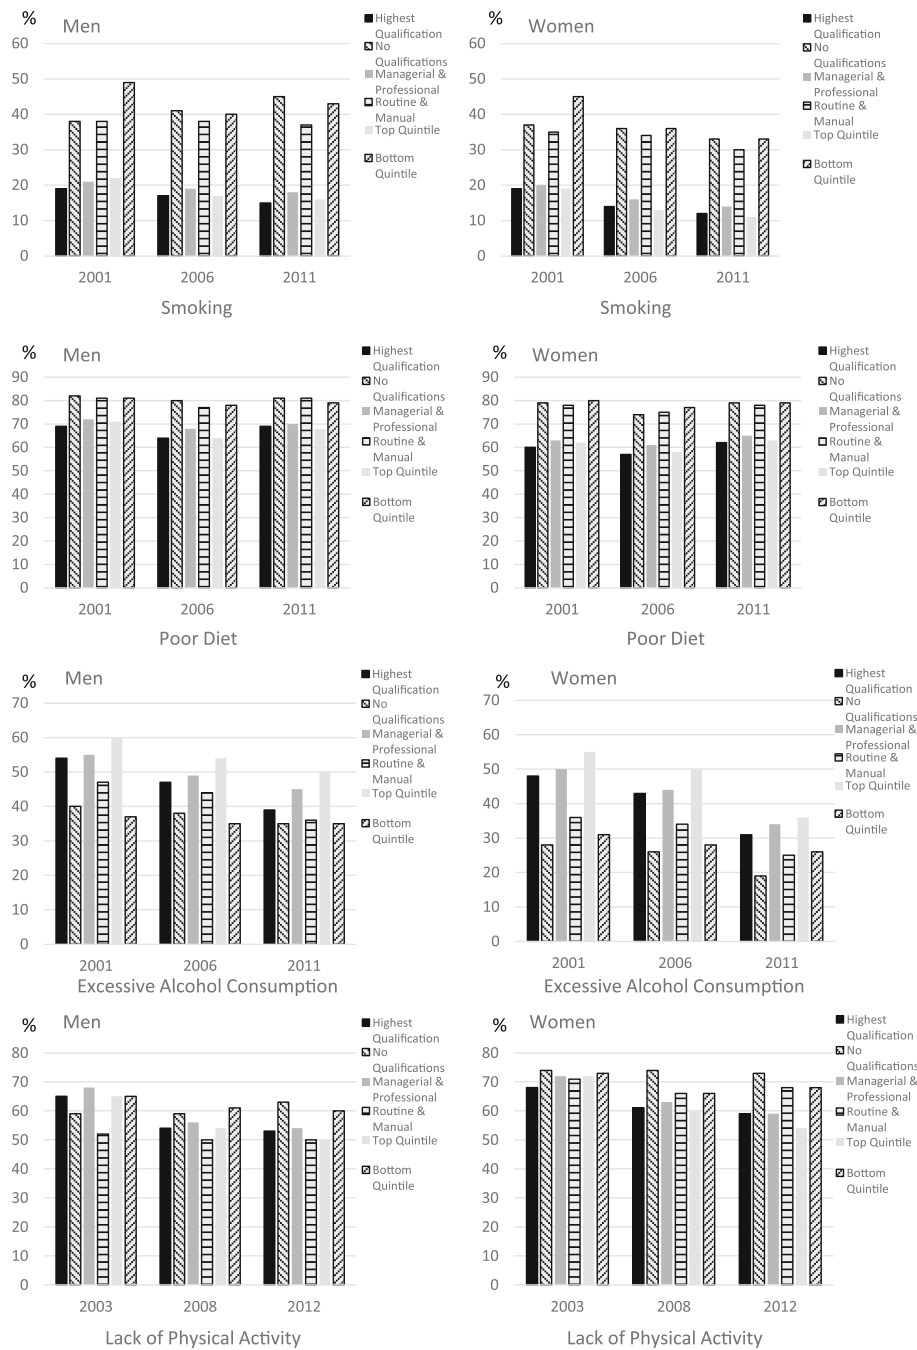 % Men
60
50
40
30
20
10
0
2001 2006 2011
Smoking
Highest
Qualification
No
Qualifications
Managerial &
Professional
Routine &
Manual
Top Quintile
Bottom
Quintile
% Women
60
50
40
30
20
10
0
2001 2006 2011
Smoking
Highest
Qualification
No
Qualifications
Managerial &
Professional
Routine &
Manual
Top Quintile
Bottom
Quintile
% Men
90
80
70
60
50
40
30
20
10
0
2001 2006 2011
Poor Diet
Highest
Qualification
No
Qualifications
Managerial &
Professional
Routine &
Manual
Top Quintile
Bottom
Quintile
% Women
90
80
70
60
50
40
30
20
10
0
2001 2006 2011
Poor Diet
Highest
Qualification
No
Qualifications
Managerial &
Professional
Routine &
Manual
Top Quintile
Bottom
Quintile
% Men
70
60
50
40
30
20
10
0
2001 2006 2011
Excessive Alcohol Consumption
Highest
Qualification
No
Qualifications
Managerial &
Professional
Routine &
Manual
Top Quintile
Bottom
Quintile
% Women
70
60
50
40
30
20
10
0
2001 2006 2011
Excessive Alcohol Consumption
Highest
Qualification
No
Qualifications
Managerial &
Professional
Routine &
Manual
Top Quintile
Bottom
Quintile
% Men
80
70
60
50
40
30
20
10
0
2003 2008 2012
Lack of Physical Activity
Highest
Qualification
No
Qualifications
Managerial &
Professional
Routine &
Manual
Top Quintile
Bottom
Quintile
% Women
80
70
60
50
40
30
20
10
0
2003 2008 2012
Lack of Physical Activity
Highest
Qualification
No
Qualifications
Managerial &
Professional
Routine &
Manual
Top Quintile
Bottom
Quintile